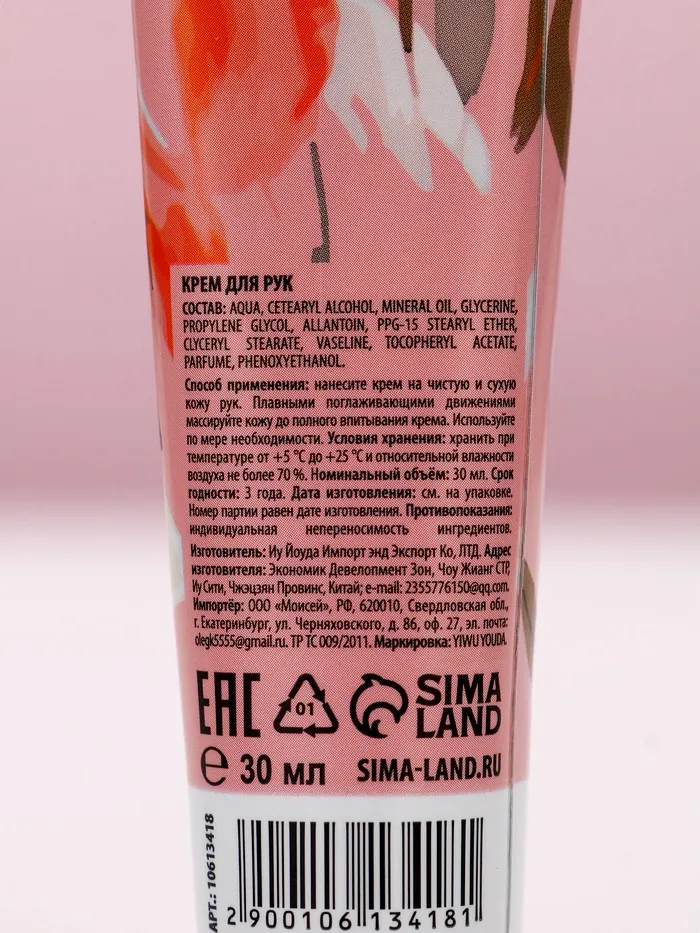 КРЕМ ДЛЯ РУК
СОСТАВ: AQUA, CETEARYL ALCOHOL, MINERAL OIL, GLYCERINE,
PROPYLENE GLYCOL, ALLANTOIN, PPG-15 STEARYL ETHER,
GLYCERYL STEARATE, VASELINE, TOCOPHERYL ACETATE,
PARFUME, PHENOXYETHANOL.
Способ применения: нанесите крем на чистую и сухую
кожу рук. Плавными поглаживающими движениями
массируйте кожу до полного впитывания крема. Используйте
по мере необходимости. Условия хранения: хранить при
температуре от +5 °С до +25 °С и относительной влажности
воздуха не более 70 %. Номинальный объём: 30 мл. Срок
годности: 3 года. Дата изготовления: см. на упаковке.
Номер партии равен дате изготовления. Противопоказания:
индивидуальная непереносимость ингредиентов.
Изготовитель: Иу Йоуда Импорт энд Экспорт Ко, ЛТД. Адрес
изготовителя: Экономик Девелопмент Зон, Чоу Жианг СТР,
Иу Сити, Чжэцзян Провинс, Китай; e-mail: 2355776150@qq.com.
Импортёр: ООО «Моисей», РФ, 620010, Свердловская обл.,
г. Екатеринбург, ул. Черняховского, д. 86, оф. 27, эл. почта:
olegk5555@gmail.ru. ТР ТС 009/2011. Маркировка: YIWU YOUDA.
EAC
01
SIMA
LAND
℮ 30 мл
SIMA-LAND.RU
АРТ.: 10613418
2 900106 134181